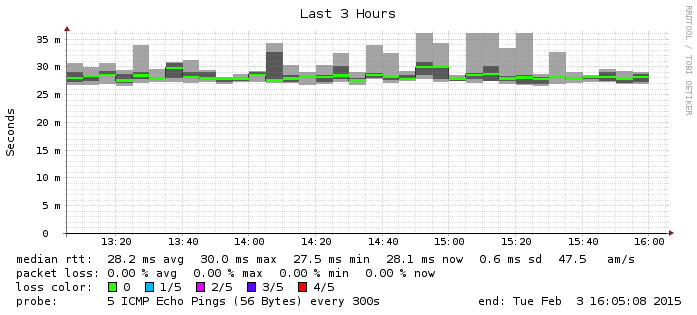 Last 3 Hours
RRDTOOL / TOBI OETIKER
Seconds
35 m
30 m
25 m
20 m
15 m
10 m
5 m
0
13:20 13:40 14:00 14:20 14:40 15:00 15:20 15:40 16:00
median rtt: 28.2 ms avg 30.0 ms max 27.5 ms min 28.1 ms now 0.6 ms sd 47.5 am/s
packet loss: 0.00 % avg 0.00 % max 0.00 % min 0.00 % now
loss color: 0 1/5 2/5 3/5 4/5
probe: 5 ICMP Echo Pings (56 Bytes) every 300s end: Tue Feb 3 16:05:08 2015